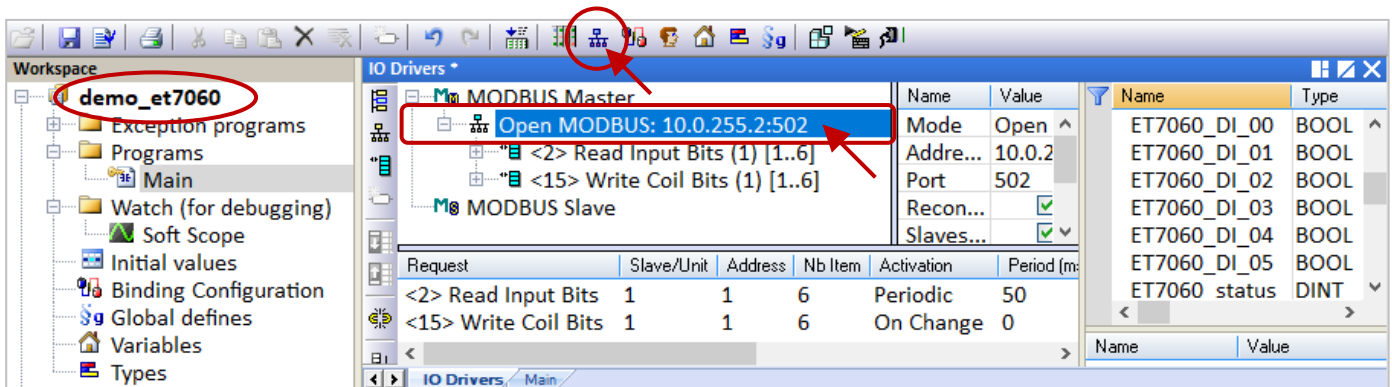 Workspace
demo_et7060
Exception programs
Programs
Main
Watch (for debugging)
Soft Scope
Initial values
Binding Configuration
Global defines
Variables
Types
IO Drivers *
MODBUS Master
Open MODBUS: 10.0.255.2:502
<2> Read Input Bits (1) [1..6]
<15> Write Coil Bits (1) [1..6]
MODBUS Slave
Name Value
Mode Open
Addre... 10.0.2
Port 502
Recon...
Slaves...
Request Slave/Unit Address Nb Item Activation Period (m
<2> Read Input Bits 1 1 6 Periodic 50
<15> Write Coil Bits 1 1 6 On Change 0
IO Drivers Main
Name Type
ET7060_DI_00 BOOL
ET7060_DI_01 BOOL
ET7060_DI_02 BOOL
ET7060_DI_03 BOOL
ET7060_DI_04 BOOL
ET7060_DI_05 BOOL
ET7060_status DINT
Name Value